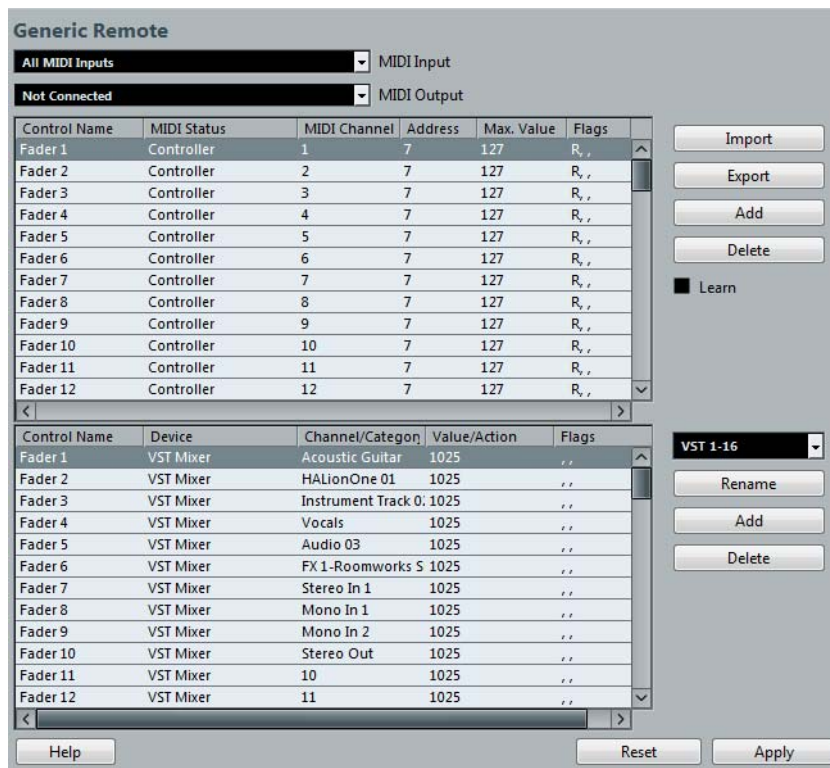 Generic Remote
All MIDI Inputs MIDI Input
Not Connected MIDI Output
Control Name MIDI Status MIDI Channel Address Max. Value Flags
Fader 1 Controller 1 7 127 R, ,
Fader 2 Controller 2 7 127 R, ,
Fader 3 Controller 3 7 127 R, ,
Fader 4 Controller 4 7 127 R, ,
Fader 5 Controller 5 7 127 R, ,
Fader 6 Controller 6 7 127 R, ,
Fader 7 Controller 7 7 127 R, ,
Fader 8 Controller 8 7 127 R, ,
Fader 9 Controller 9 7 127 R, ,
Fader 10 Controller 10 7 127 R, ,
Fader 11 Controller 11 7 127 R, ,
Fader 12 Controller 12 7 127 R, ,
Import
Export
Add
Delete
Learn
Control Name Device Channel/Categor Value/Action Flags
Fader 1 VST Mixer Acoustic Guitar 1025 , ,
Fader 2 VST Mixer HALionOne 01 1025 , ,
Fader 3 VST Mixer Instrument Track 0 1025 , ,
Fader 4 VST Mixer Vocals 1025 , ,
Fader 5 VST Mixer Audio 03 1025 , ,
Fader 6 VST Mixer FX 1-Roomworks S 1025 , ,
Fader 7 VST Mixer Stereo In 1 1025 , ,
Fader 8 VST Mixer Mono In 1 1025 , ,
Fader 9 VST Mixer Mono In 2 1025 , ,
Fader 10 VST Mixer Stereo Out 1025 , ,
Fader 11 VST Mixer 10 1025 , ,
Fader 12 VST Mixer 11 1025 , ,
VST 1-16
Rename
Add
Delete
Help Reset Apply